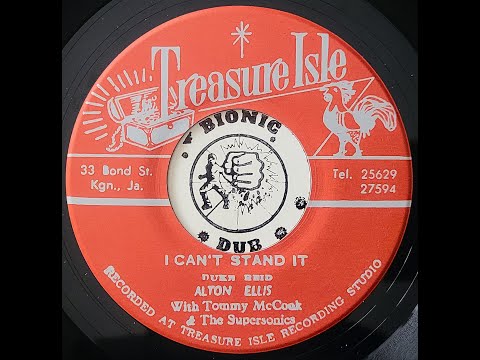 Treasure Isle
33 Bond St.
Kgn., Ja.
Tel. 25629
27594
BIONIC
DUB
I CAN'T STAND IT
DUKE REID
ALTON ELLIS
With Tommy McCook
& The Supersonics
RECORDED AT TREASURE ISLE RECORDING STUDIO